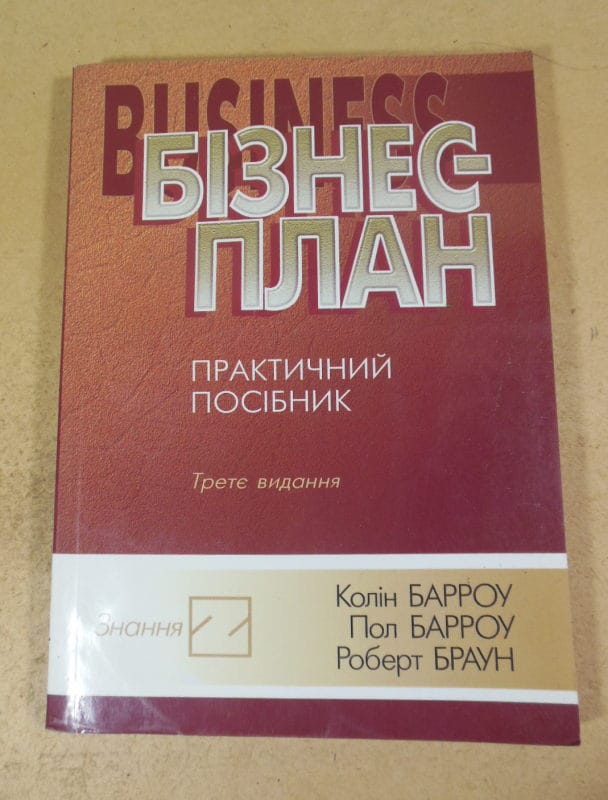 BUSINESS
БІЗНЕС-
ПЛАН
ПРАКТИЧНИЙ
ПОСІБНИК
Третє видання
Знання
Колін БАРРОУ
Пол БАРРОУ
Роберт БРАУН